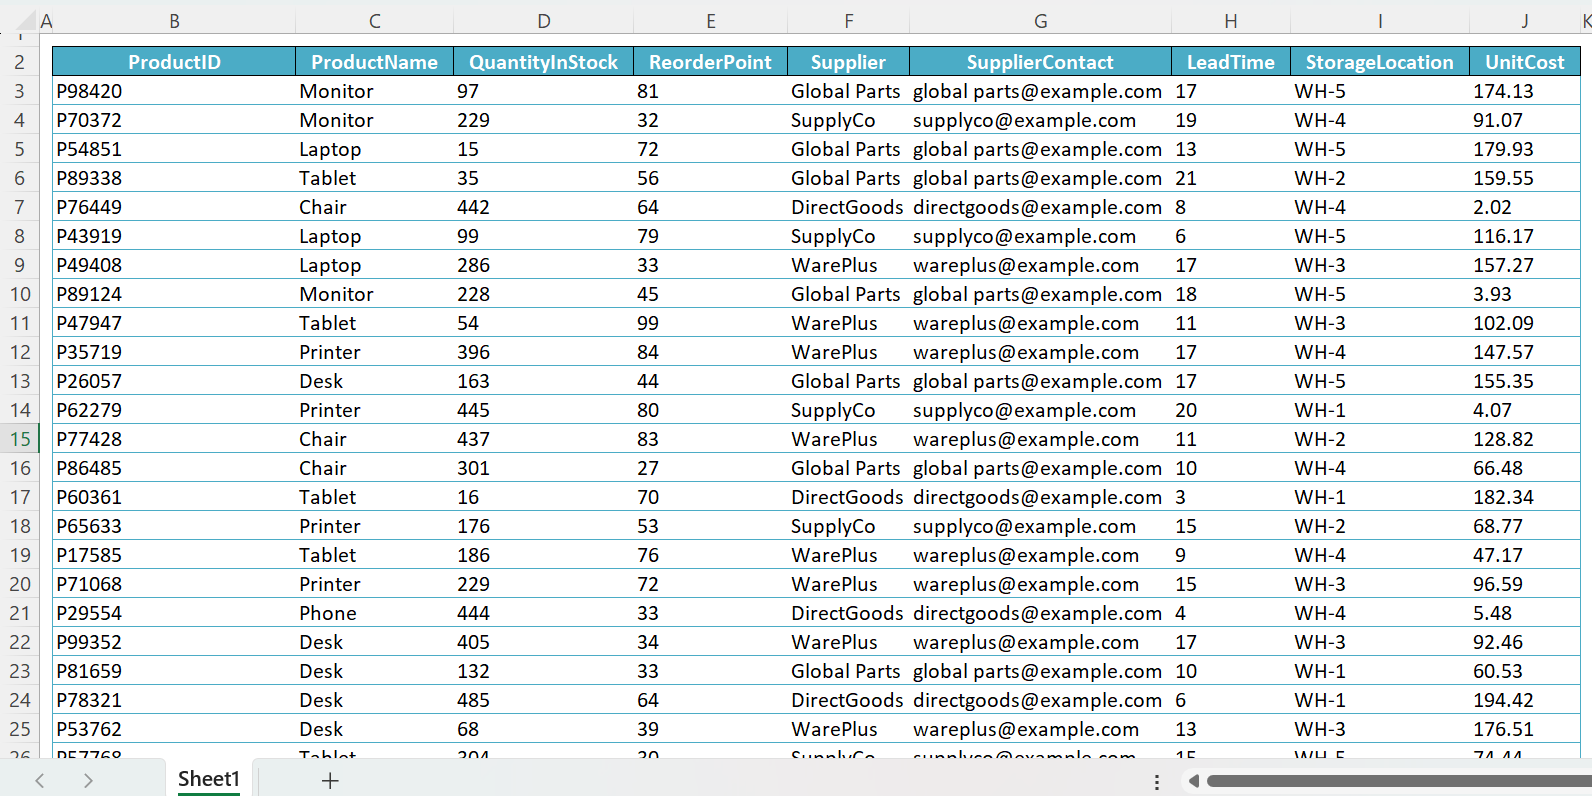 A B C D E F G H I J K
1
2 ProductID ProductName QuantityInStock ReorderPoint Supplier SupplierContact LeadTime StorageLocation UnitCost
3 P98420 Monitor 97 81 Global Parts global parts@example.com 17 WH-5 174.13
4 P70372 Monitor 229 32 SupplyCo supplyco@example.com 19 WH-4 91.07
5 P54851 Laptop 15 72 Global Parts global parts@example.com 13 WH-5 179.93
6 P89338 Tablet 35 56 Global Parts global parts@example.com 21 WH-2 159.55
7 P76449 Chair 442 64 DirectGoods directgoods@example.com 8 WH-4 2.02
8 P43919 Laptop 99 79 SupplyCo supplyco@example.com 6 WH-5 116.17
9 P49408 Laptop 286 33 WarePlus wareplus@example.com 17 WH-3 157.27
10 P89124 Monitor 228 45 Global Parts global parts@example.com 18 WH-5 3.93
11 P47947 Tablet 54 99 WarePlus wareplus@example.com 11 WH-3 102.09
12 P35719 Printer 396 84 WarePlus wareplus@example.com 17 WH-4 147.57
13 P26057 Desk 163 44 Global Parts global parts@example.com 17 WH-5 155.35
14 P62279 Printer 445 80 SupplyCo supplyco@example.com 20 WH-1 4.07
15 P77428 Chair 437 83 WarePlus wareplus@example.com 11 WH-2 128.82
16 P86485 Chair 301 27 Global Parts global parts@example.com 10 WH-4 66.48
17 P60361 Tablet 16 70 DirectGoods directgoods@example.com 3 WH-1 182.34
18 P65633 Printer 176 53 SupplyCo supplyco@example.com 15 WH-2 68.77
19 P17585 Tablet 186 76 WarePlus wareplus@example.com 9 WH-4 47.17
20 P71068 Printer 229 72 WarePlus wareplus@example.com 15 WH-3 96.59
21 P29554 Phone 444 33 DirectGoods directgoods@example.com 4 WH-4 5.48
22 P99352 Desk 405 34 WarePlus wareplus@example.com 17 WH-3 92.46
23 P81659 Desk 132 33 Global Parts global parts@example.com 10 WH-1 60.53
24 P78321 Desk 485 64 DirectGoods directgoods@example.com 6 WH-1 194.42
25 P53762 Desk 68 39 WarePlus wareplus@example.com 13 WH-3 176.51
26 Tablet SupplyCo supplyco@example.com WH-5 74.44
Sheet1